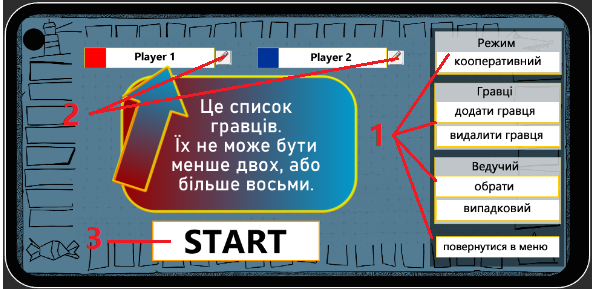 Player 1
Player 2
Режим
кооперативний
Гравці
додати гравця
видалити гравця
Ведучий
обрати
випадковий
повернутися в меню
Це список
гравців.
Їх не може бути
менше двох, або
більше восьми.
START
1
2
3